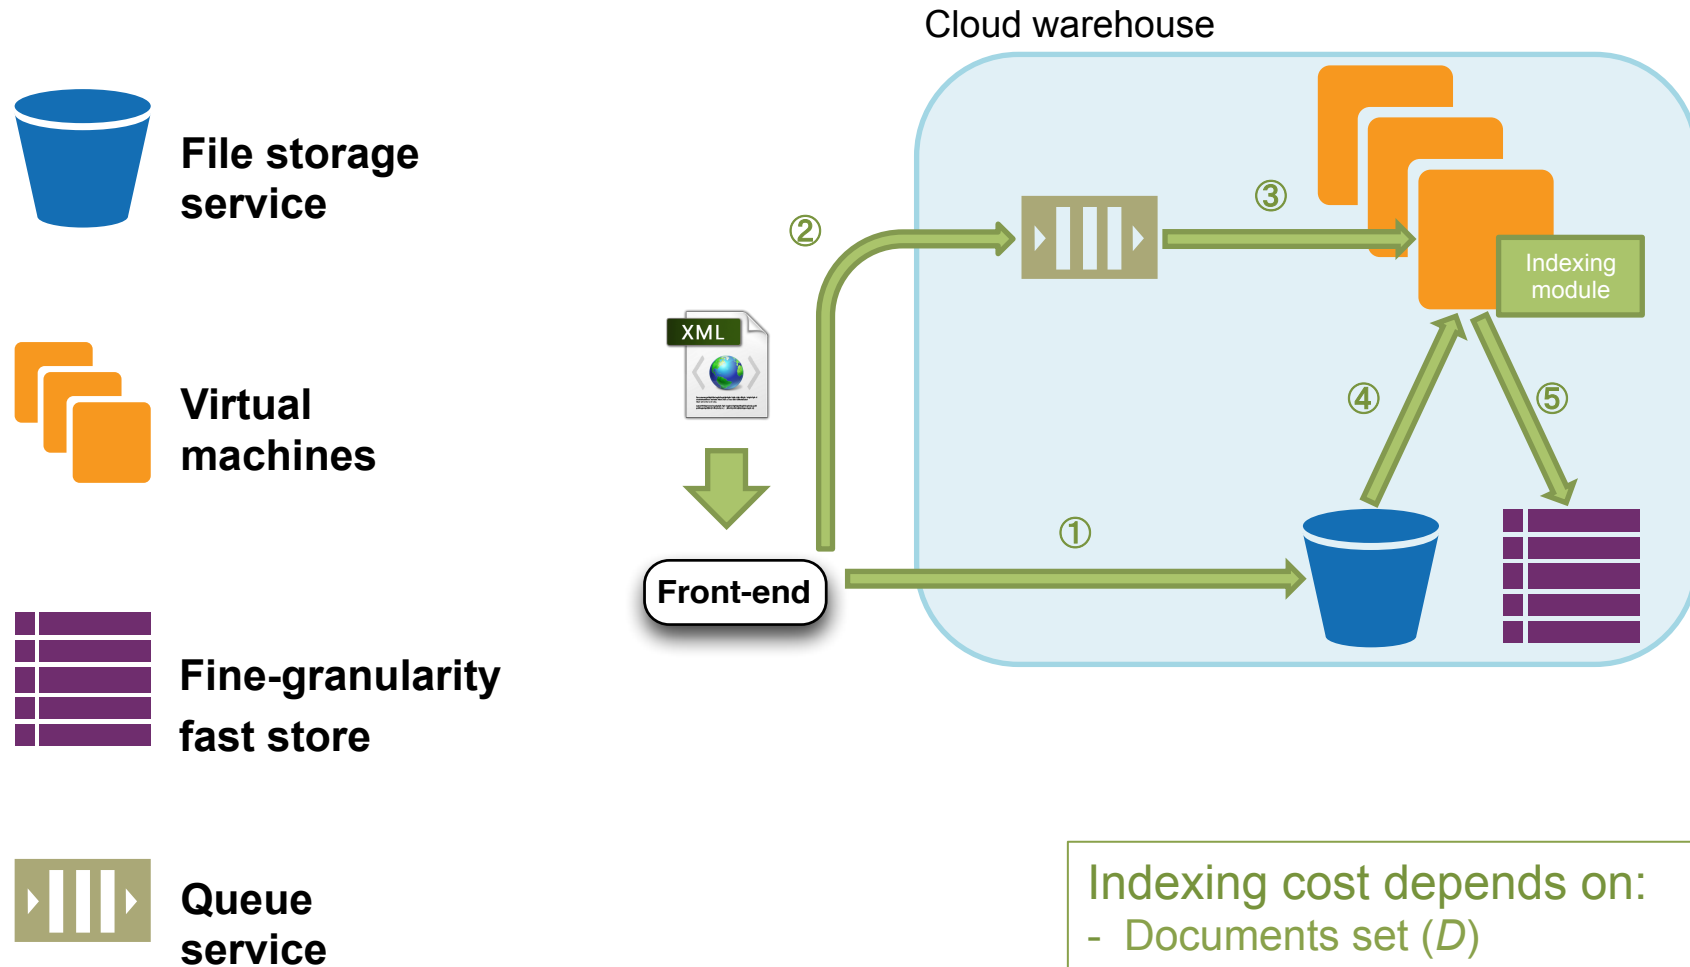 Cloud warehouse
File storage
service
②
③
Indexing
module
XML
Virtual
machines
④
⑤
①
Front-end
Fine-granularity
fast store
Queue
service
Indexing cost depends on:
- Documents set (D)